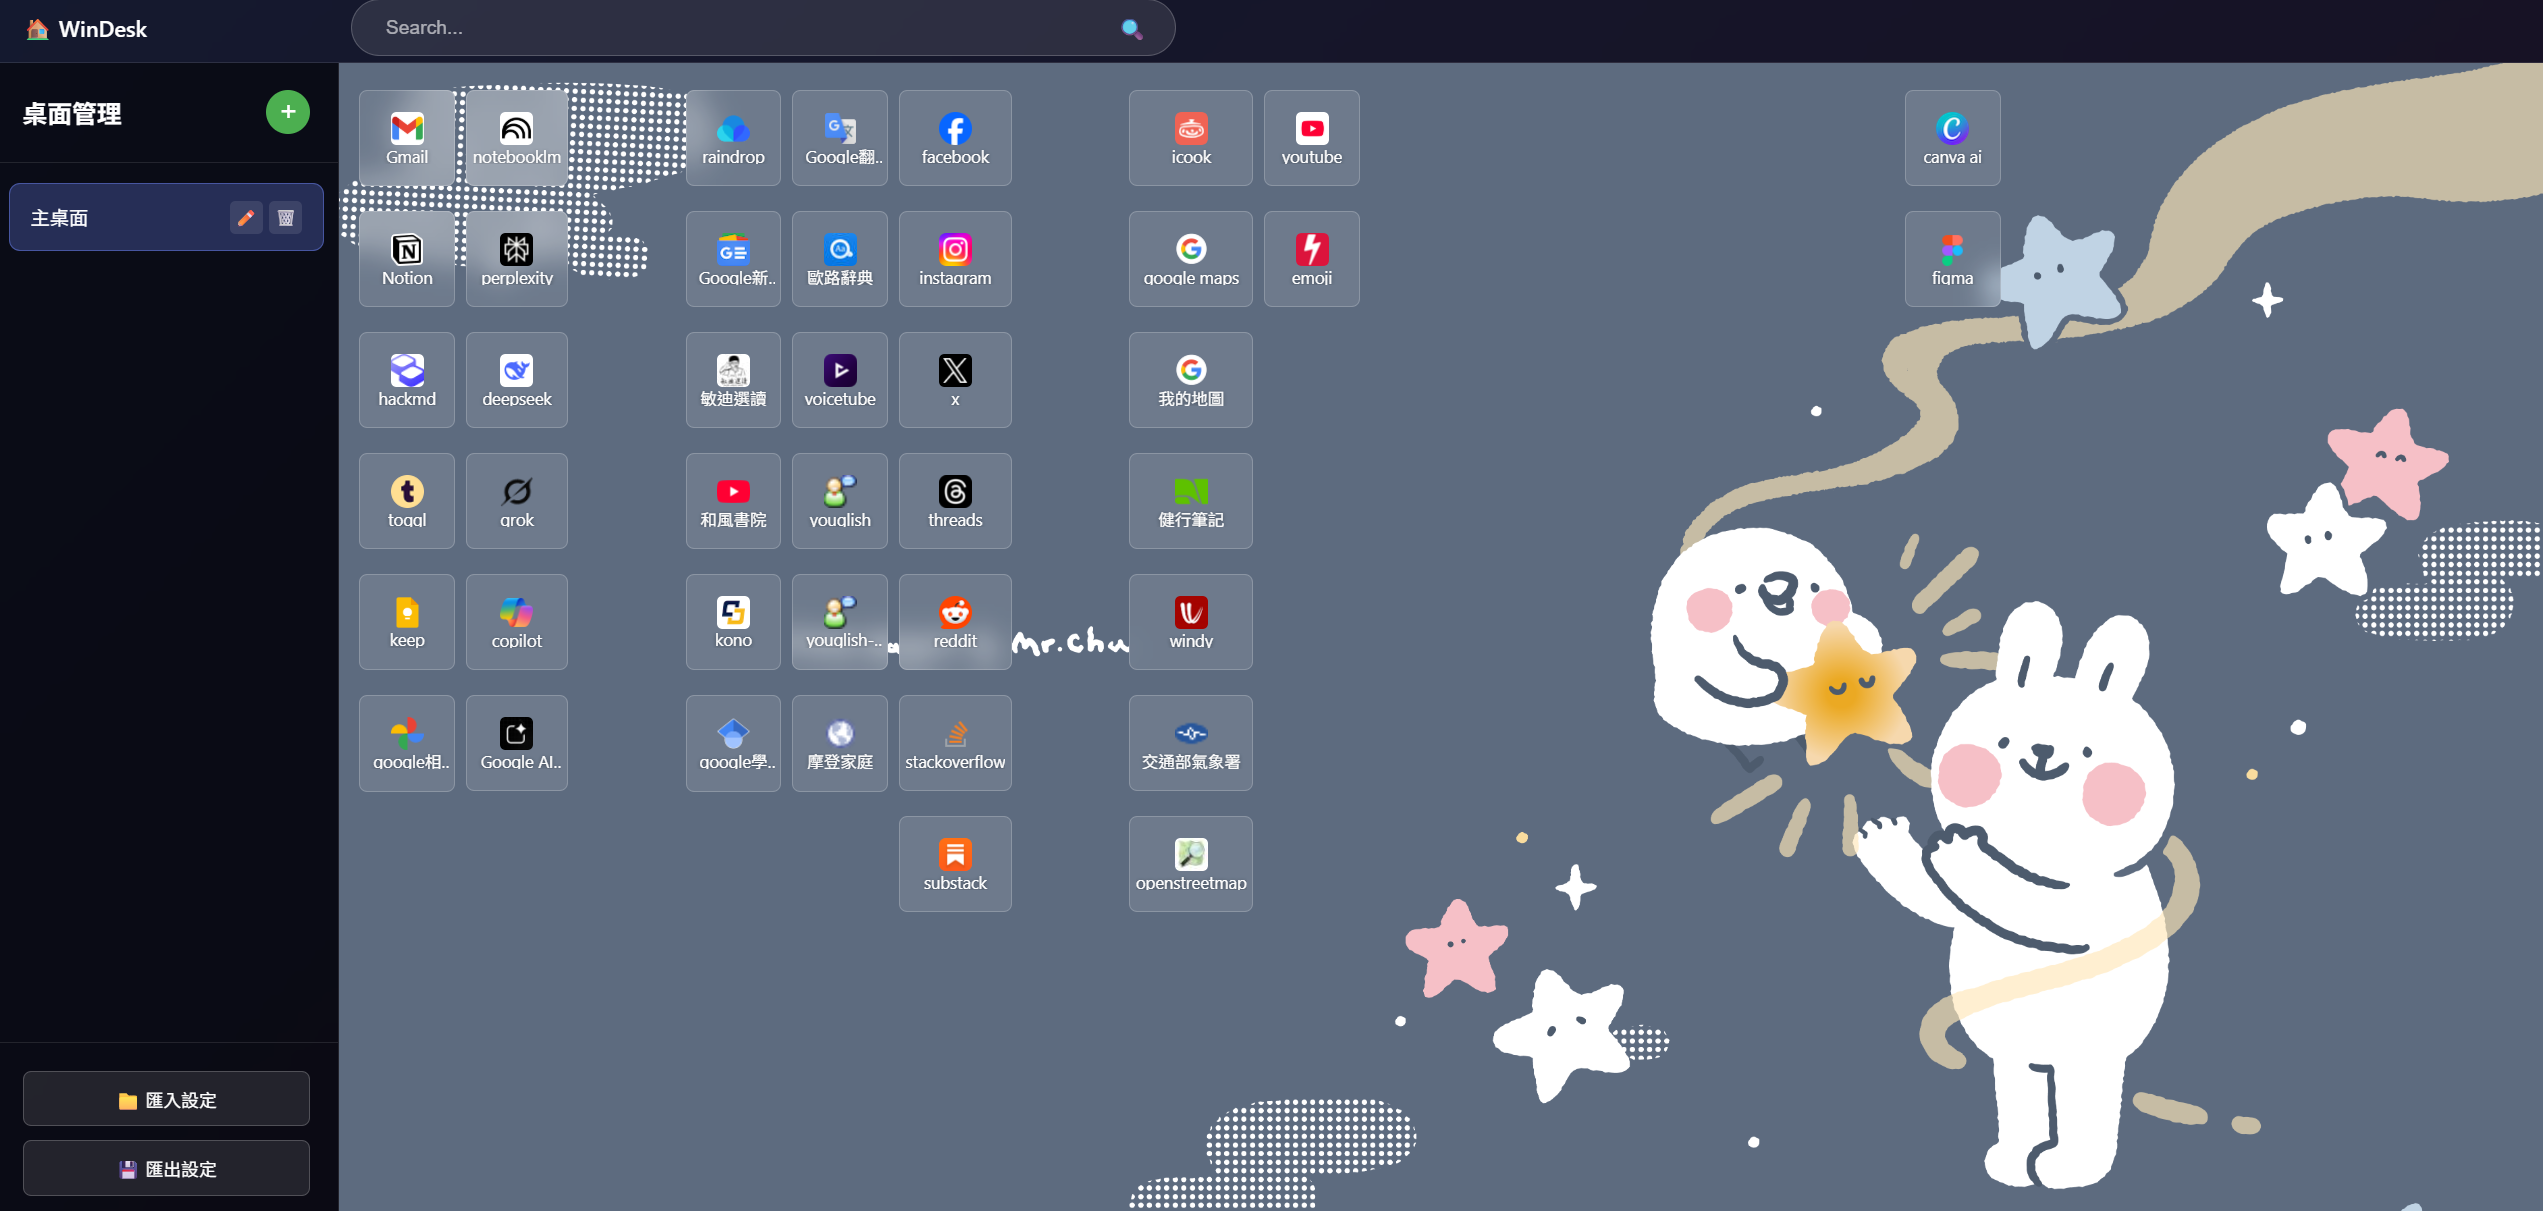 WinDesk
Search...
桌面管理
+
主桌面
Gmail
notebooklm
raindrop
Google翻..
facebook
icook
youtube
canva ai
Notion
perplexity
Google新..
歐路辭典
instagram
google maps
emoji
figma
hackmd
deepseek
敏迪選讀
voicetube
x
我的地圖
toggl
grok
和風書院
youglish
threads
健行筆記
keep
copilot
kono
youglish-..
reddit
Mr.chu
windy
google相..
Google AI..
google學..
摩登家庭
stackoverflow
交通部氣象署
substack
openstreetmap
匯入設定
匯出設定